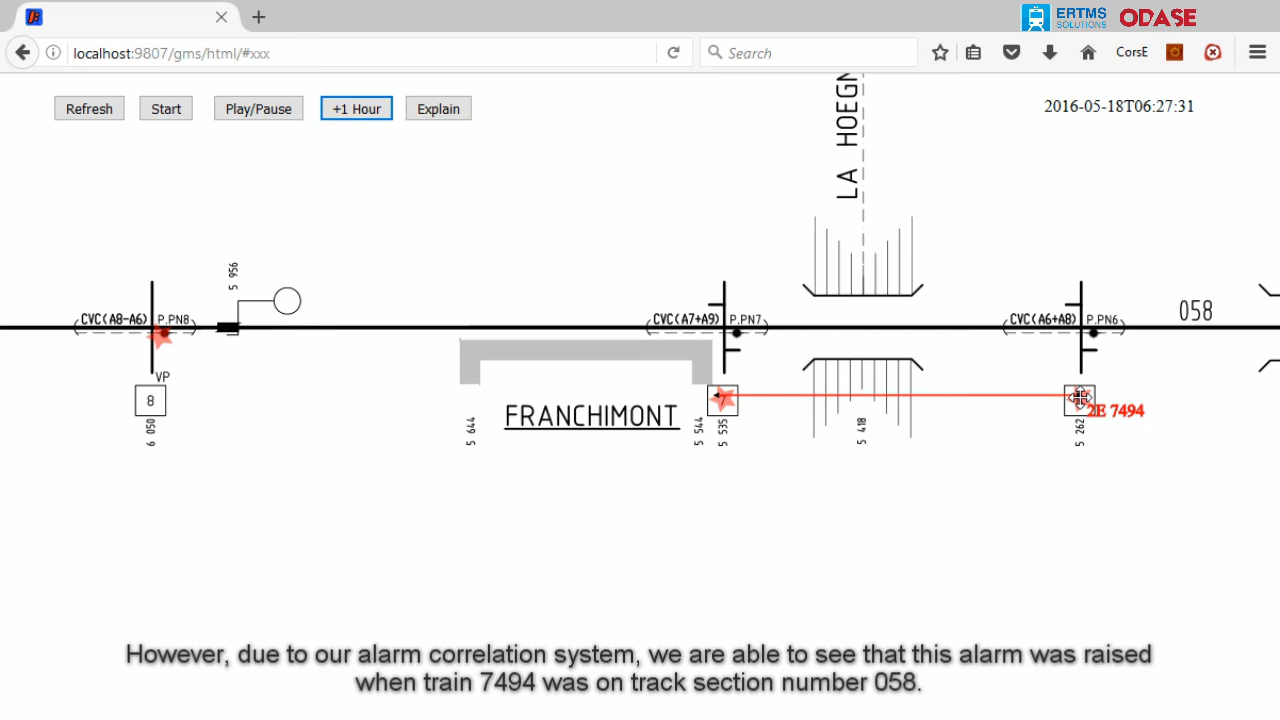 ERTMS
SOLUTIONS
ODASE
localhost:9807/gms/html/#xxx
Search
CorsE
Refresh
Start
Play/Pause
+1 Hour
Explain
2016-05-18T06:27:31
LA HOEGN
5 956
CVC(A8-A6)
P.PN8
CVC(A7+A9)
P.PN7
CVC(A6+A8)
P.PN6
058
VP
8
7
2E 7494
FRANCHIMONT
6 050
5 644
5 544
5 535
5 418
5 262
However, due to our alarm correlation system, we are able to see that this alarm was raised
when train 7494 was on track section number 058.